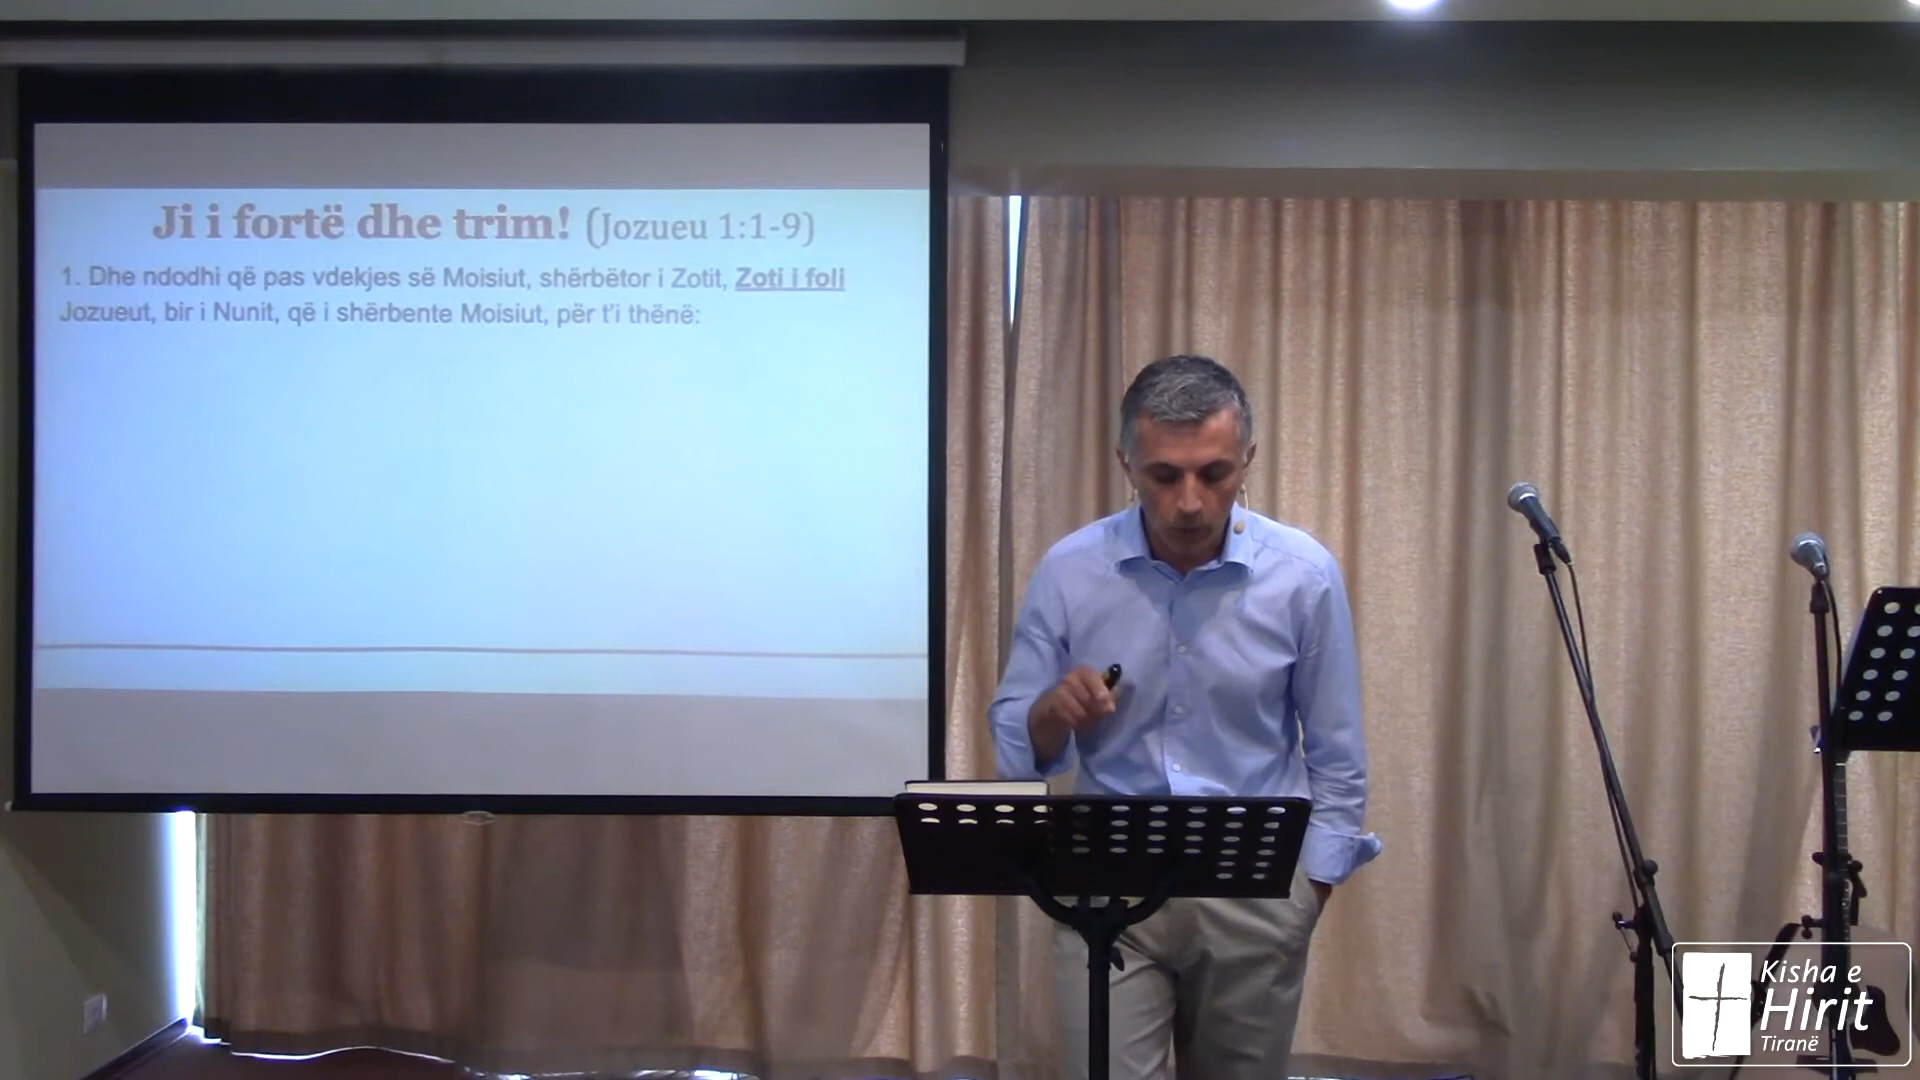 Ji i fortë dhe trim! (Jozueu 1:1-9)
1. Dhe ndodhi që pas vdekjes së Moisiut, shërbëtor i Zotit, Zoti i foli
Jozueut, bir i Nunit, që i shërbente Moisiut, për t'i thënë:
Kisha e
Hirit
Tiranë